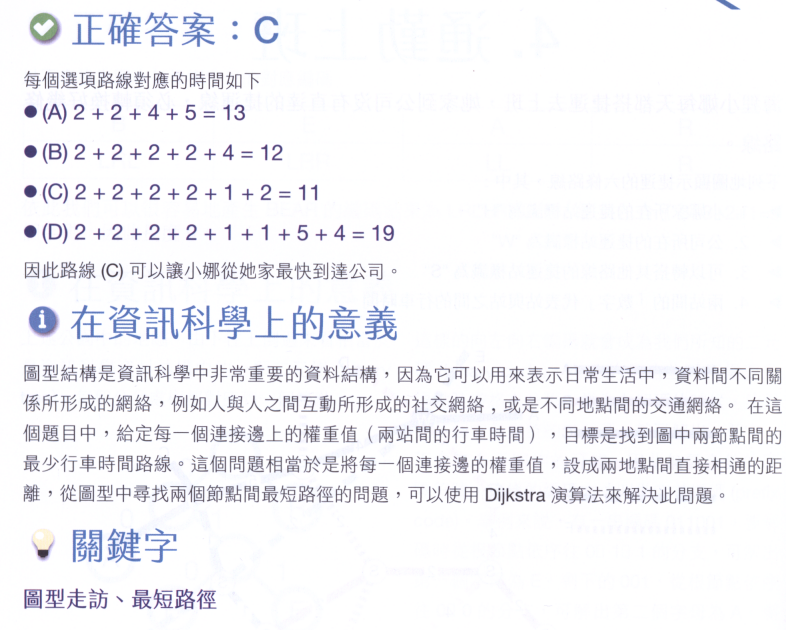 正確答案：C
每個選項路線對應的時間如下
● (A) 2 + 2 + 4 + 5 = 13
● (B) 2 + 2 + 2 + 2 + 4 = 12
● (C) 2 + 2 + 2 + 2 + 1 + 2 = 11
● (D) 2 + 2 + 2 + 2 + 1 + 1 + 5 + 4 = 19
因此路線 (C) 可以讓小娜從她家最快到達公司。
在資訊科學上的意義
圖型結構是資訊科學中非常重要的資料結構，因為它可以用來表示日常生活中，資料間不同關
係所形成的網絡，例如人與人之間互動所形成的社交網絡，或是不同地點間的交通網絡。 在這
個題目中，給定每一個連接邊上的權重值（兩站間的行車時間），目標是找到圖中兩節點間的
最少行車時間路線。這個問題相當於是將每一個連接邊的權重值，設成兩地點間直接相通的距
離，從圖型中尋找兩個節點間最短路徑的問題，可以使用 Dijkstra 演算法來解決此問題。
關鍵字
圖型走訪、最短路徑